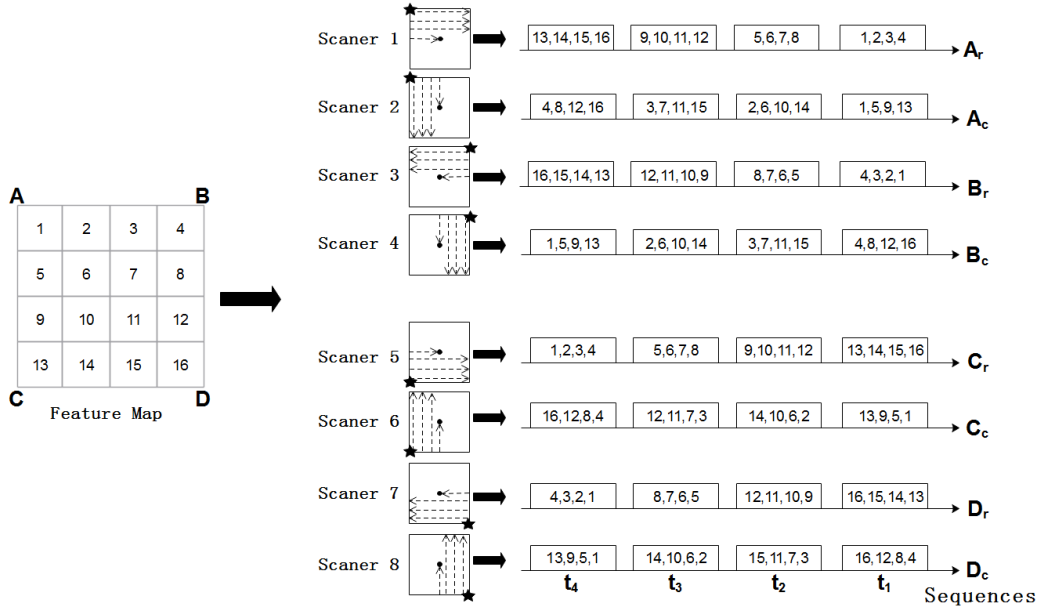 Scaner 1
13,14,15,16 9,10,11,12 5,6,7,8 1,2,3,4
Ar
Scaner 2
4,8,12,16 3,7,11,15 2,6,10,14 1,5,9,13
Ac
Scaner 3
16,15,14,13 12,11,10,9 8,7,6,5 4,3,2,1
Br
Scaner 4
1,5,9,13 2,6,10,14 3,7,11,15 4,8,12,16
Bc
A B
1 2 3 4
5 6 7 8
9 10 11 12
13 14 15 16
C D
Feature Map
Scaner 5
1,2,3,4 5,6,7,8 9,10,11,12 13,14,15,16
Cr
Scaner 6
16,12,8,4 12,11,7,3 14,10,6,2 13,9,5,1
Cc
Scaner 7
4,3,2,1 8,7,6,5 12,11,10,9 16,15,14,13
Dr
Scaner 8
13,9,5,1 14,10,6,2 15,11,7,3 16,12,8,4
Dc
t4 t3 t2 t1
Sequences